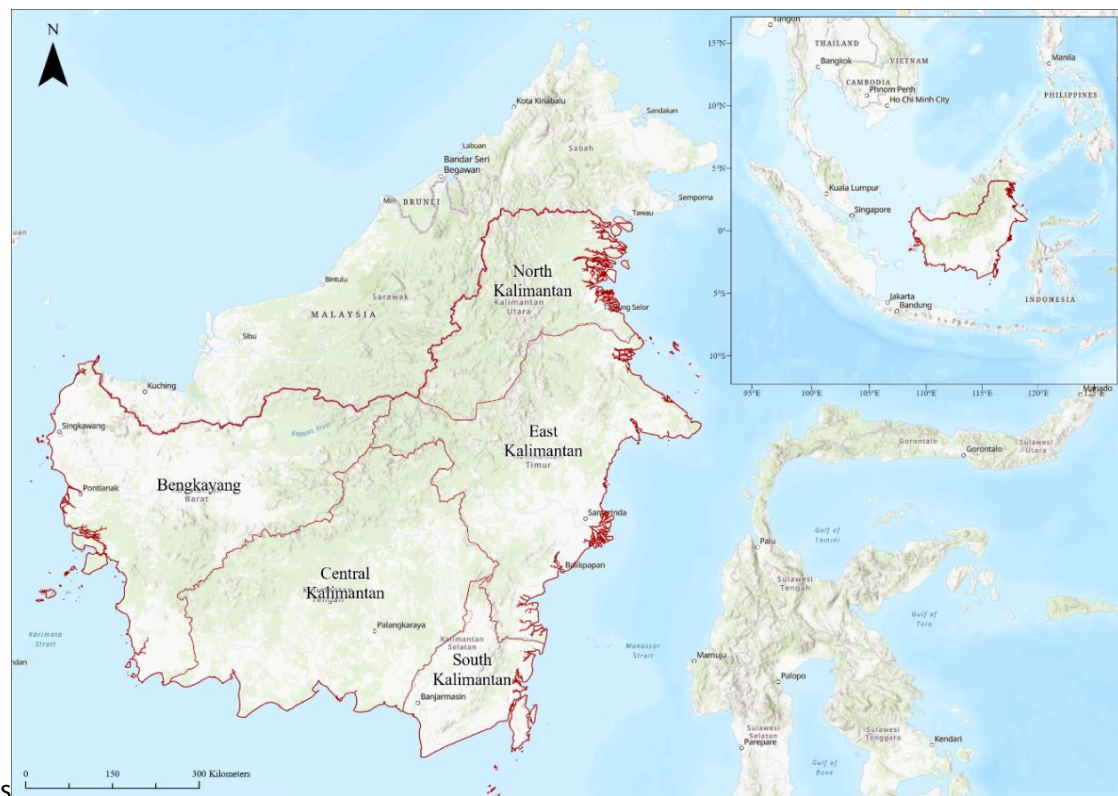 N
Kota Kinabalu
Sandakan
Labuan
Sabah
Bandar Seri
Begawan
BRUNEI
Semporna
Tawau
North
Kalimantan
Kalimantan
Utara
Bintulu
Sarawak
MALAYSIA
Sibu
Kuching
Singkawang
Kapuas River
East
Kalimantan
Timur
Bengkayang
Barat
Pontianak
Balikpapan
Central
Kalimantan
Palangkaraya
Kalimantan
Selatan
South
Kalimantan
Banjarmasin
Karimata
Strait
Makassar
Strait
0 150 300 Kilometers
s
Yangon
THAILAND
Bangkok
VIETNAM
CAMBODIA
Phnom Penh
Ho Chi Minh City
Manila
PHILIPPINES
Kuala Lumpur
Singapore
Jakarta
Bandung
INDONESIA
15°N
10°N
5°N
0°
5°S
10°S
95°E
100°E
105°E
110°E
115°E
120°E
125°E
Manado
Gorontalo
Gorontalo
Sulawesi
Utara
Gulf of
Tomini
Palu
Sulawesi
Tengah
Gulf of
Tolo
Mamuju
Palopo
Sulawesi
Selatan
Parepare
Sulawesi
Tenggara
Kendari
Gulf of
Bone